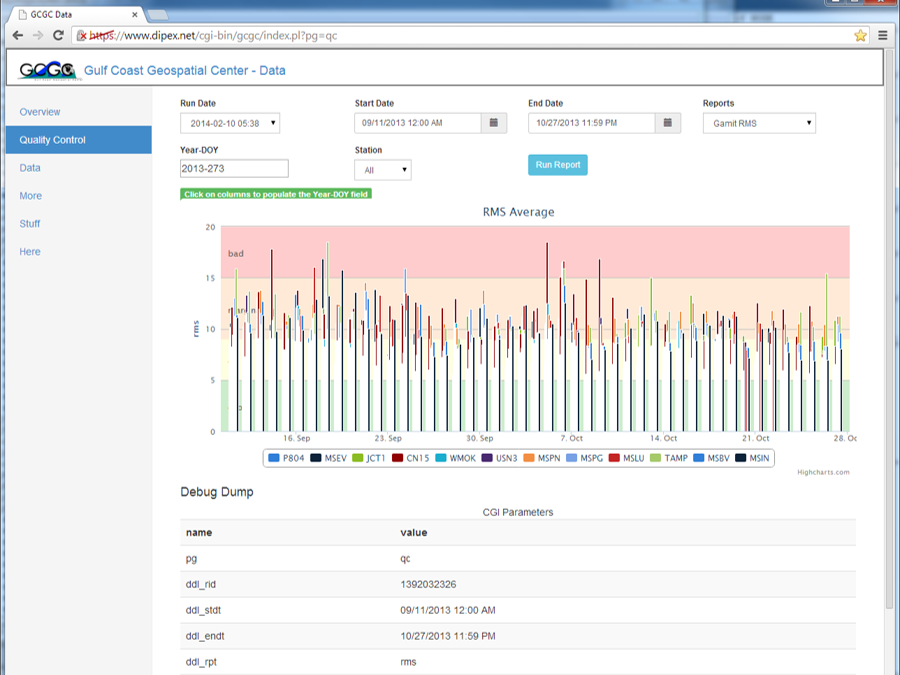 GCGC Data
https://www.dipex.net/cgi-bin/gcgc/index.pl?pg=qc
GCGC Gulf Coast Geospatial Center - Data
Overview
Quality Control
Data
More
Stuff
Here
Run Date Start Date End Date Reports
2014-02-10 05:38 09/11/2013 12:00 AM 10/27/2013 11:59 PM Gamit RMS
Year-DOY Station
2013-273 All Run Report
Click on columns to populate the Year-DOY field
RMS Average
20
bad
15
10
rms
5
0
16. Sep 23. Sep 30. Sep 7. Oct 14. Oct 21. Oct 28. Oc
P804 MSEV JCT1 CN15 WMOK USN3 MSPN MSPG MSLU TAMP MSBV MSIN
Highcharts.com
Debug Dump
CGI Parameters
name value
pg qc
ddl_rid 1392032326
ddl_stdt 09/11/2013 12:00 AM
ddl_endt 10/27/2013 11:59 PM
ddl_rpt rms